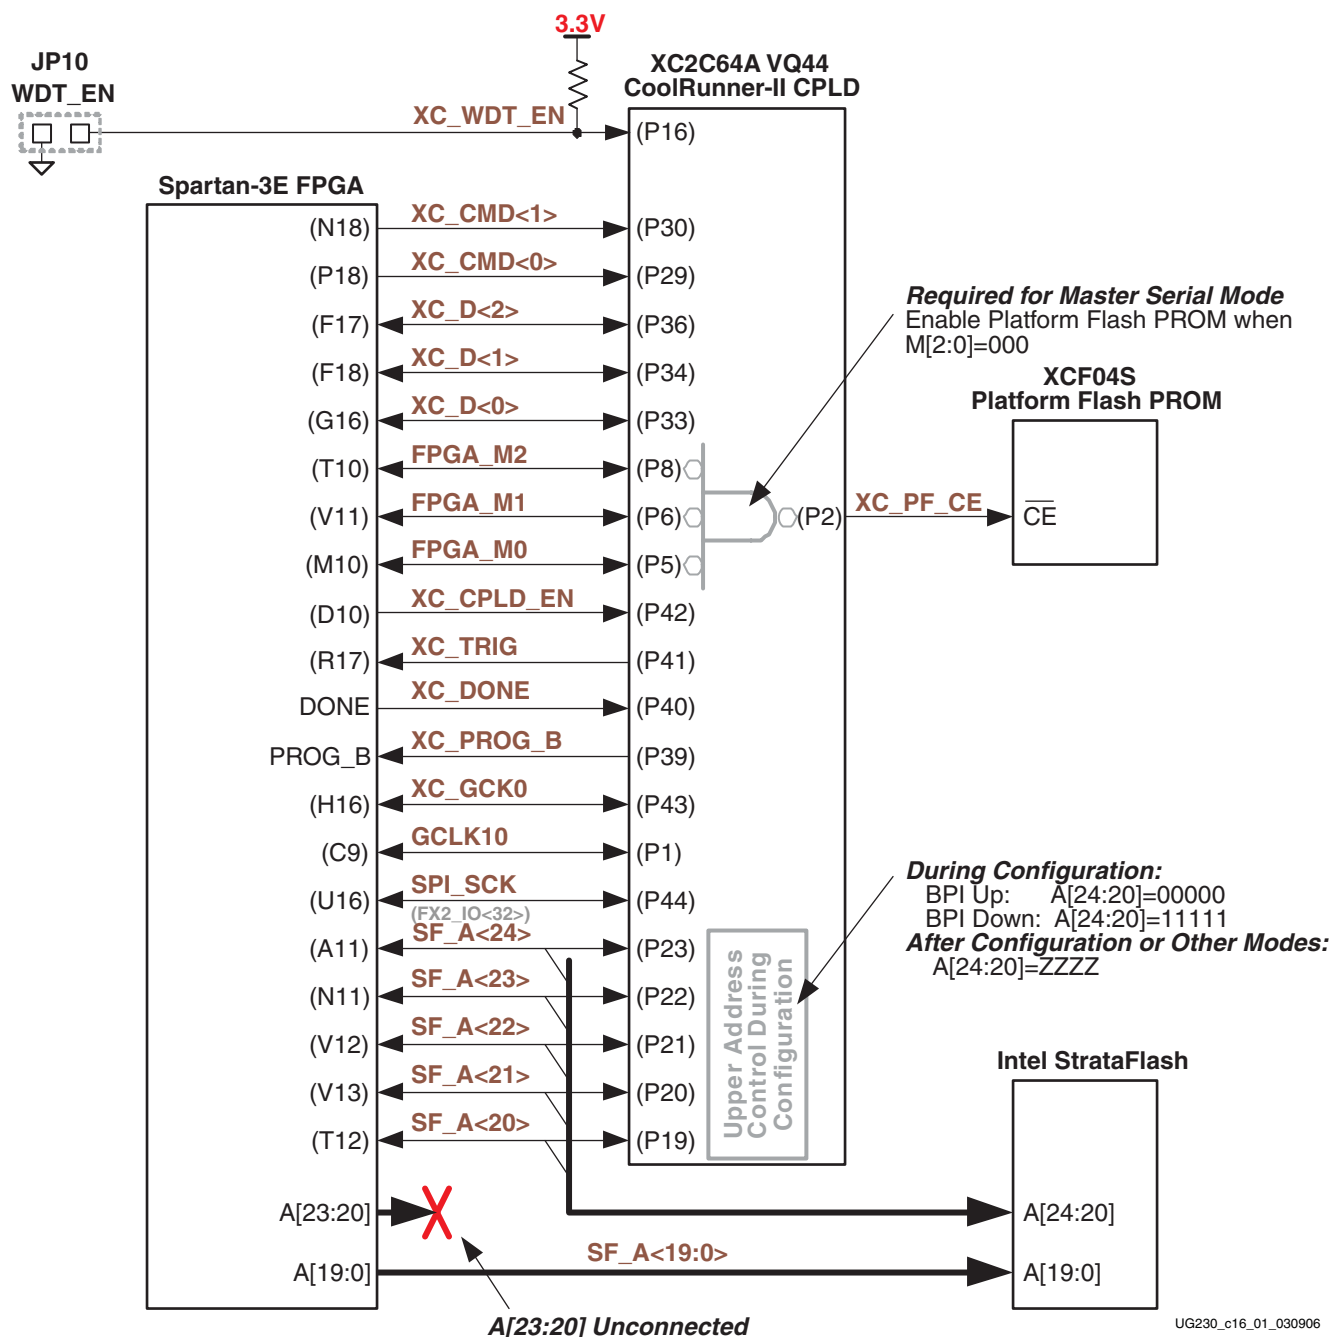 3.3V
JP10
WDT_EN
XC2C64A VQ44
CoolRunner-II CPLD
XC_WDT_EN
(P16)
Spartan-3E FPGA
(N18) XC_CMD<1> (P30)
(P18) XC_CMD<0> (P29)
Required for Master Serial Mode
Enable Platform Flash PROM when
M[2:0]=000
(F17) XC_D<2> (P36)
(F18) XC_D<1> (P34)
XCF04S
Platform Flash PROM
(G16) XC_D<0> (P33)
(T10) FPGA_M2 (P8)
(V11) FPGA_M1 (P6) (P2) XC_PF_CE CE
(M10) FPGA_M0 (P5)
(D10) XC_CPLD_EN (P42)
(R17) XC_TRIG (P41)
DONE XC_DONE (P40)
PROG_B XC_PROG_B (P39)
(H16) XC_GCK0 (P43)
(C9) GCLK10 (P1)
(U16) SPI_SCK (P44)
(FX2_IO<32>)
During Configuration:
BPI Up: A[24:20]=00000
BPI Down: A[24:20]=11111
After Configuration or Other Modes:
A[24:20]=ZZZZ
(A11) SF_A<24> (P23)
(N11) SF_A<23> (P22)
(V12) SF_A<22> (P21)
(V13) SF_A<21> (P20)
(T12) SF_A<20> (P19)
Upper Address
Control During
Configuration
Intel StrataFlash
A[23:20] A[24:20]
A[19:0] SF_A<19:0> A[19:0]
A[23:20] Unconnected
UG230_c16_01_030906